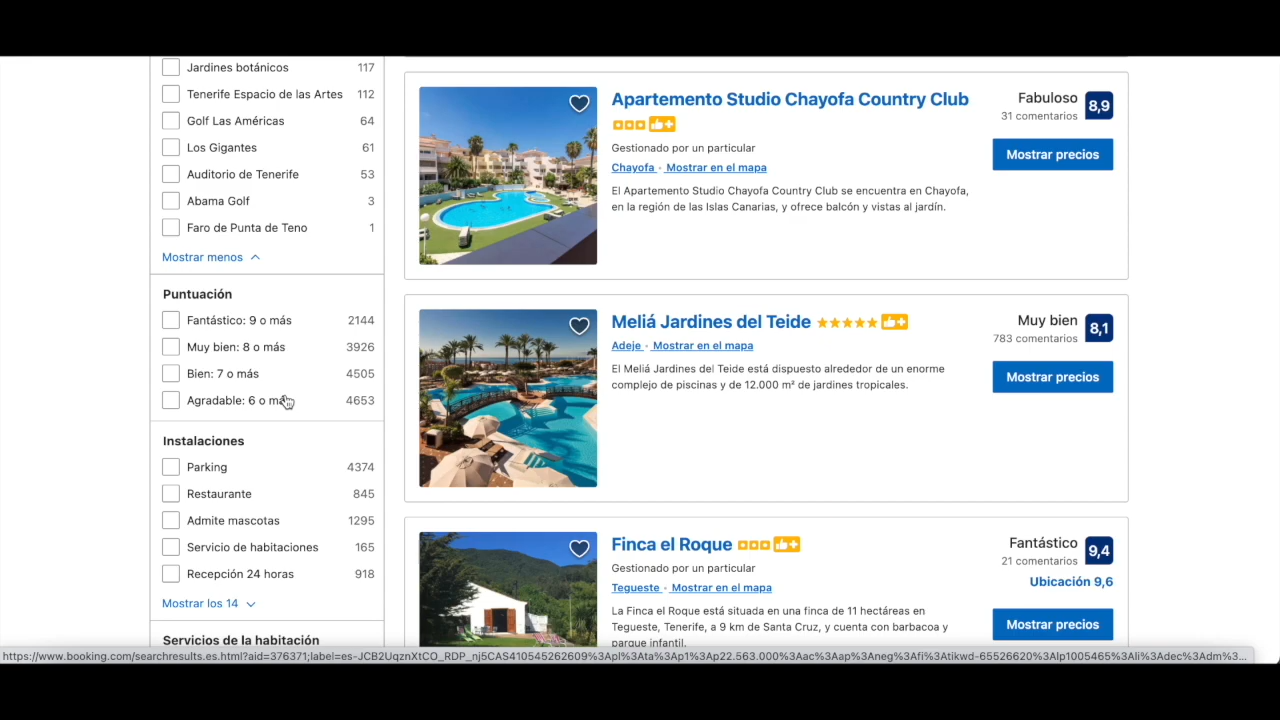 Jardines botánicos 117
Tenerife Espacio de las Artes 112
Golf Las Américas 64
Los Gigantes 61
Auditorio de Tenerife 53
Abama Golf 3
Faro de Punta de Teno 1
Mostrar menos
Puntuación
Fantástico: 9 o más 2144
Muy bien: 8 o más 3926
Bien: 7 o más 4505
Agradable: 6 o más 4653
Instalaciones
Parking 4374
Restaurante 845
Admite mascotas 1295
Servicio de habitaciones 165
Recepción 24 horas 918
Mostrar los 14
Servicios de la habitación
Apartemento Studio Chayofa Country Club
Gestionado por un particular
Chayofa · Mostrar en el mapa
El Apartemento Studio Chayofa Country Club se encuentra en Chayofa,
en la región de las Islas Canarias, y ofrece balcón y vistas al jardín.
Fabuloso 8,9
31 comentarios
Mostrar precios
Meliá Jardines del Teide
Adeje · Mostrar en el mapa
El Meliá Jardines del Teide está dispuesto alrededor de un enorme
complejo de piscinas y de 12.000 m² de jardines tropicales.
Muy bien 8,1
783 comentarios
Mostrar precios
Finca el Roque
Gestionado por un particular
Tegueste · Mostrar en el mapa
La Finca el Roque está situada en una finca de 11 hectáreas en
Tegueste, Tenerife, a 9 km de Santa Cruz, y cuenta con barbacoa y
parque infantil.
Fantástico 9,4
21 comentarios
Ubicación 9,6
Mostrar precios
https://www.booking.com/searchresults.es.html?aid=376371;label=es-JCB2UqznXtCO_RDP_nj5CAS410545262609%3Apl%3Ata%3Ap1%3Ap22.563.000%3Aac%3Aap%3Aneg%3Afi%3Atikwd-65526620%3Alp1005465%3Ali%3Adec%3Adm%3...